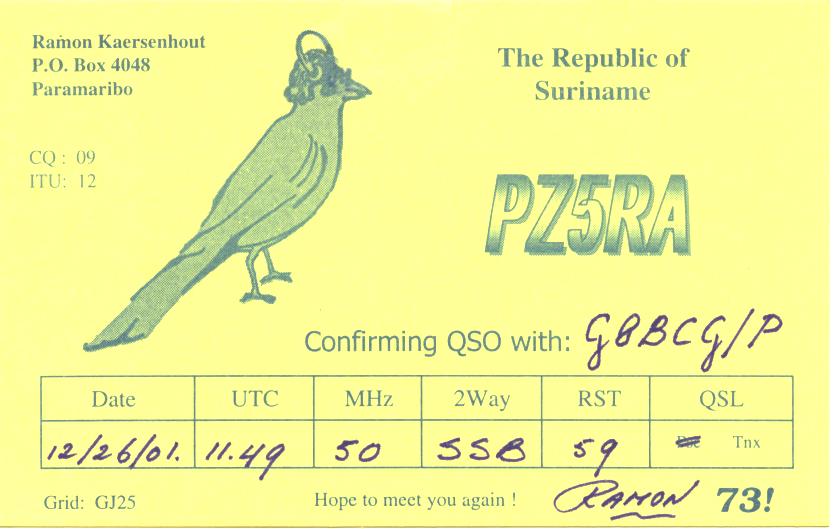 Ramon Kaersenhout
P.O. Box 4048
Paramaribo
The Republic of
Suriname
CQ : 09
ITU: 12
PZ5RA
Confirming QSO with: G8BCG/P
Date UTC MHz 2Way RST QSL
12/26/01. 11.49 50 SSB 59 Tnx
Grid: GJ25 Hope to meet you again ! RAMON 73!